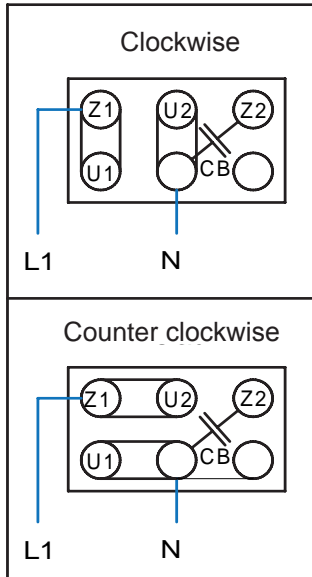 Clockwise
Z1 U2 Z2
U1 CB
L1 N
Counter clockwise
Z1 U2 Z2
U1 CB
L1 N